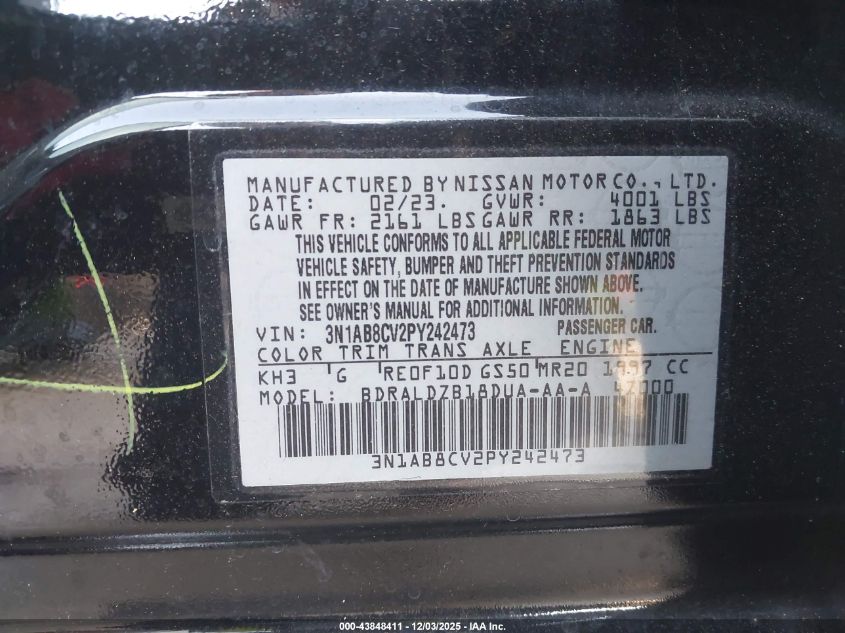 MANUFACTURED BY NISSAN MOTOR CO., LTD.
DATE: 02/23. GVWR: 4001 LBS
GAWR FR: 2161 LBS GAWR RR: 1863 LBS
THIS VEHICLE CONFORMS TO ALL APPLICABLE FEDERAL MOTOR
VEHICLE SAFETY, BUMPER AND THEFT PREVENTION STANDARDS
IN EFFECT ON THE DATE OF MANUFACTURE SHOWN ABOVE.
SEE OWNER'S MANUAL FOR ADDITIONAL INFORMATION.
VIN: 3N1AB8CV2PY242473 PASSENGER CAR.
COLOR TRIM TRANS AXLE ENGINE
KH3 G RE0F10D GS50 MR20 1997 CC
MODEL: BDRALDZB18DUA-AA-A 47000
3N1AB8CV2PY242473
000-43848411 - 12/03/2025 - IAA Inc.